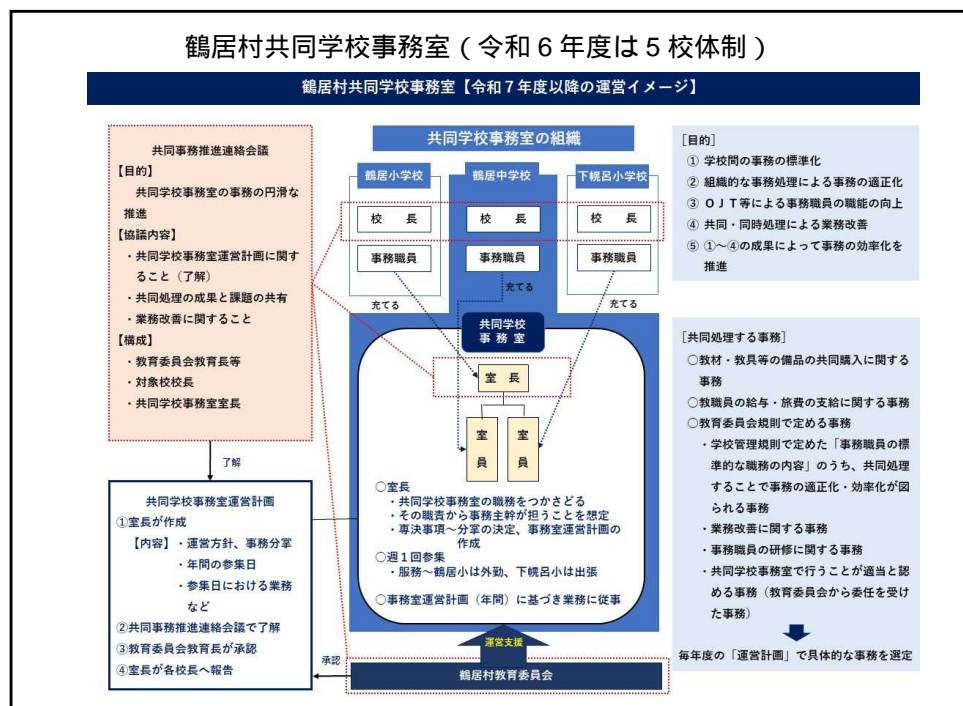 鶴居村共同学校事務室(令和6年度は5校体制)
鶴居村共同学校事務室【令和7年度以降の運営イメージ】
共同事務推進連絡会議
【目的】
共同学校事務室の事務の円滑な
推進
【協議内容】
・共同学校事務室運営計画に関す
ること(了解)
・共同処理の成果と課題の共有
・業務改善に関すること
【構成】
・教育委員会教育長等
・対象校校長
・共同学校事務室室長
了解
共同学校事務室運営計画
①室長が作成
【内容】・運営方針、事務分掌
・年間の参集日
・参集日における業務
など
②共同事務推進連絡会議で了解
③教育委員会教育長が承認
④室長が各校長へ報告
承認
共同学校事務室の組織
鶴居小学校
鶴居中学校
下幌呂小学校
校 長
校 長
校 長
事務職員
事務職員
事務職員
充てる
充てる
充てる
共同学校
事務室
室 長
室員
室員
○室長
・共同学校事務室の職務をつかさどる
・その職責から事務主幹が担うことを想定
・専決事項~分掌の決定、事務室運営計画の
作成
○週1回参集
・服務~鶴居小は外勤、下幌呂小は出張
○事務室運営計画(年間)に基づき業務に従事
運営支援
鶴居村教育委員会
[目的]
① 学校間の事務の標準化
② 組織的な事務処理による事務の適正化
③ OJT等による事務職員の職能の向上
④ 共同・同時処理による業務改善
⑤ ①~④の成果によって事務の効率化を
推進
[共同処理する事務]
○教材・教具等の備品の共同購入に関する
事務
○教職員の給与・旅費の支給に関する事務
○教育委員会規則で定める事務
・学校管理規則で定めた「事務職員の標
準的な職務の内容」のうち、共同処理
することで事務の適正化・効率化が図
られる事務
・業務改善に関する事務
・事務職員の研修に関する事務
・共同学校事務室で行うことが適当と認
める事務(教育委員会から委任を受け
た事務)
毎年度の「運営計画」で具体的な事務を選定